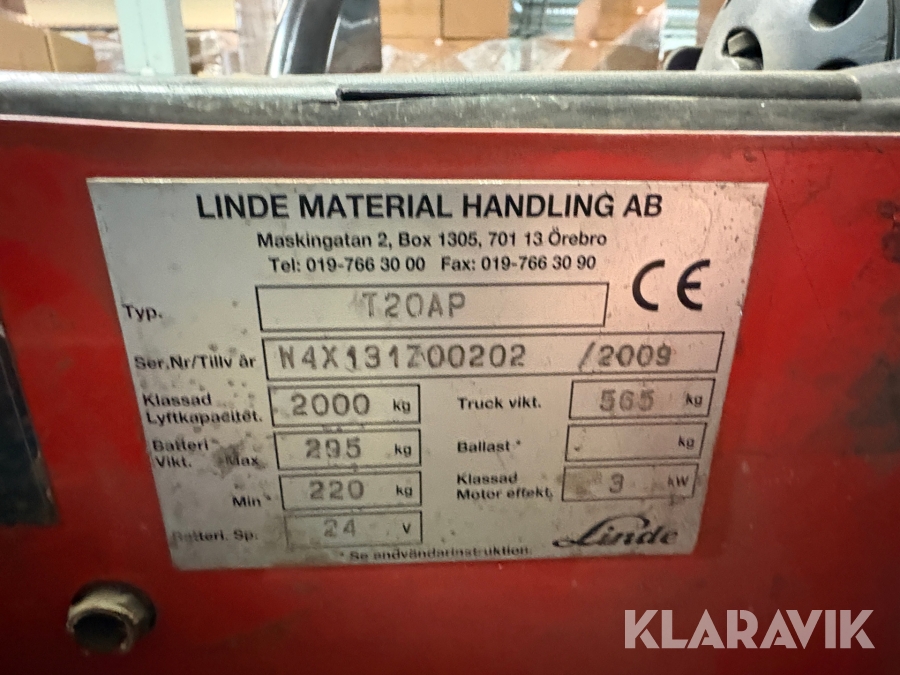 LINDE MATERIAL HANDLING AB
Maskingatan 2, Box 1305, 701 13 Örebro
Tel: 019-766 30 00 Fax: 019-766 30 90
CE
Typ. T20AP
Ser.Nr/Tillv år W4X131Z00202 /2009
Klassad Lyftkapacitet. 2000 kg Truck vikt. 565 kg
Batteri Vikt. Max 295 kg Ballast * kg
Min * 220 kg Klassad Motor effekt. 3 kW
Batteri. Sp. 24 V Linde
* Se användarinstruktion.
KLARAVIK